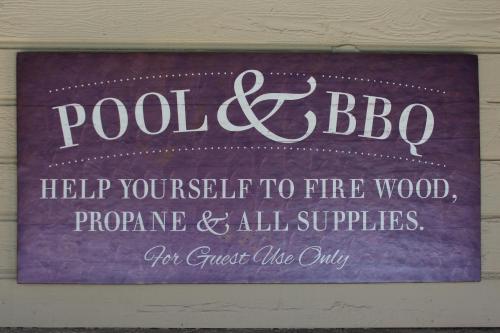 POOL & BBQ
HELP YOURSELF TO FIRE WOOD,
PROPANE & ALL SUPPLIES.
For Guest Use Only